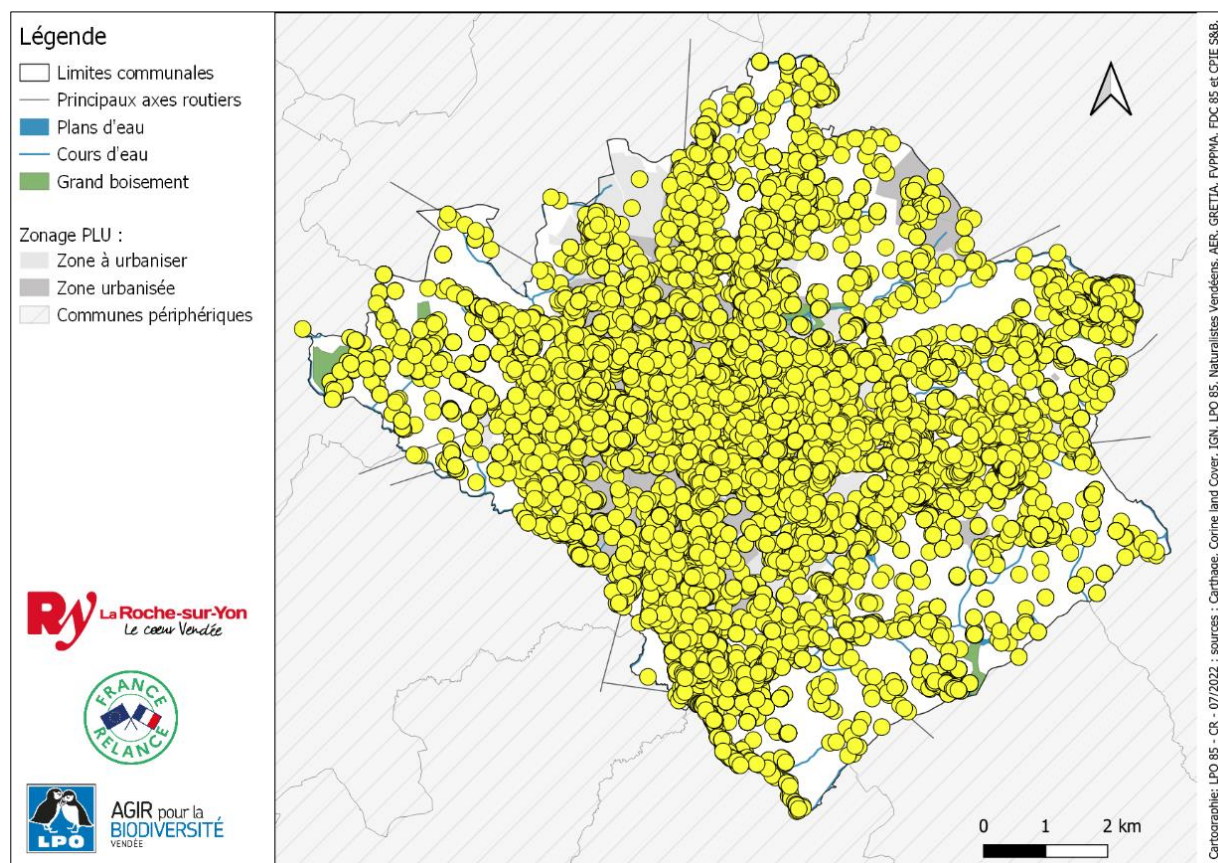 Légende
Limites communales
Principaux axes routiers
Plans d'eau
Cours d'eau
Grand boisement
Zonage PLU :
Zone à urbaniser
Zone urbanisée
Communes périphériques
Ry La Roche-sur-Yon
Le cœur Vendée
FRANCE
RELANCE
LPO
AGIR pour la
BIODIVERSITÉ
VENDÉE
0 1 2 km
Cartographie: LPO 85 - CR - 07/2022 ; sources : Carthage, Corine land Cover, IGN, LPO 85, Naturalistes Vendéens, AER, GRETIA, FVPPMA, FDC 85 et CPIE S&B.